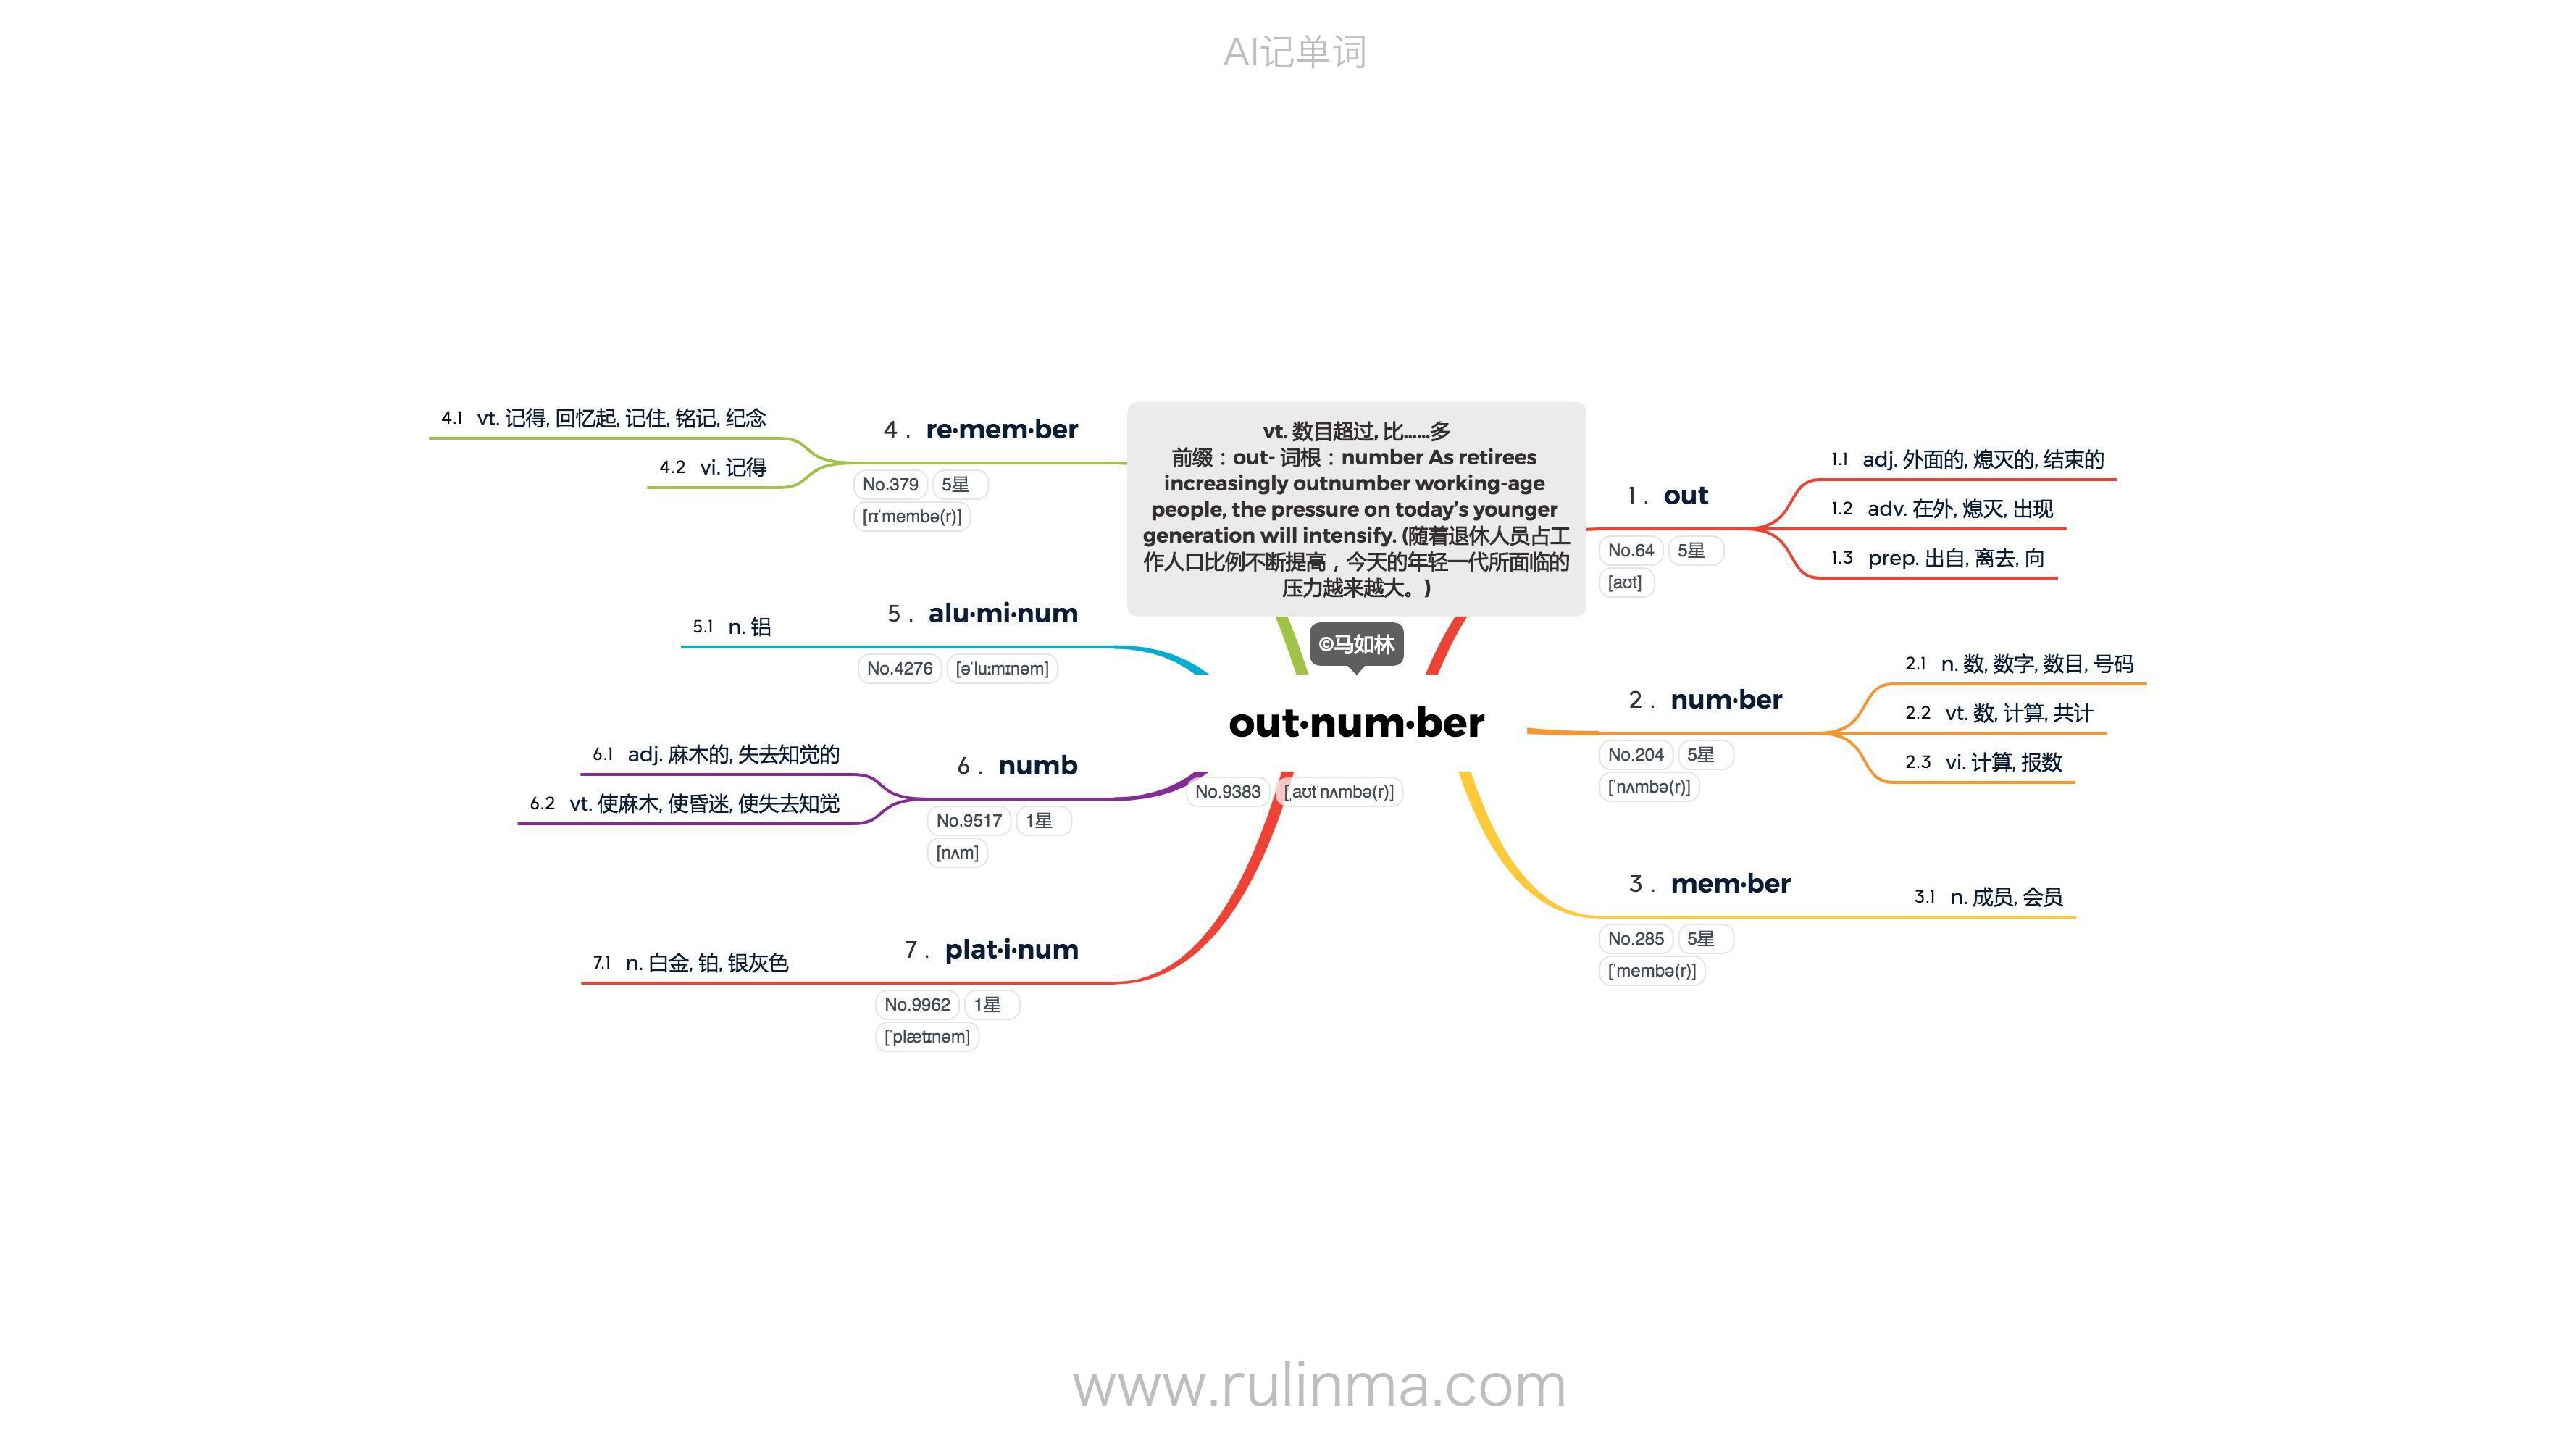 AI记单词
vt. 数目超过, 比……多
前缀：out- 词根：number As retirees
increasingly outnumber working-age
people, the pressure on today’s younger
generation will intensify. (随着退休人员占工
作人口比例不断提高，今天的年轻一代所面临的
压力越来越大。)
©马如林
out·num·ber
No.9383 [ˌaʊtˈnʌmbə(r)]
1. out
No.64 5星
[aʊt]
1.1 adj. 外面的, 熄灭的, 结束的
1.2 adv. 在外, 熄灭, 出现
1.3 prep. 出自, 离去, 向
2. num·ber
No.204 5星
[ˈnʌmbə(r)]
2.1 n. 数, 数字, 数目, 号码
2.2 vt. 数, 计算, 共计
2.3 vi. 计算, 报数
3. mem·ber
No.285 5星
[ˈmembə(r)]
3.1 n. 成员, 会员
4. re·mem·ber
No.379 5星
[rɪˈmembə(r)]
4.1 vt. 记得, 回忆起, 记住, 铭记, 纪念
4.2 vi. 记得
5. alu·mi·num
No.4276 [əˈluːmɪnəm]
5.1 n. 铝
6. numb
No.9517 1星
[nʌm]
6.1 adj. 麻木的, 失去知觉的
6.2 vt. 使麻木, 使昏迷, 使失去知觉
7. plat·i·num
No.9962 1星
[ˈplætɪnəm]
7.1 n. 白金, 铂, 银灰色
www.rulinma.com